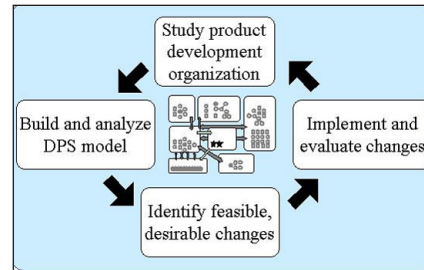 Study product
development
organization
Build and analyze
DPS model
Implement and
evaluate changes
Identify feasible,
desirable changes